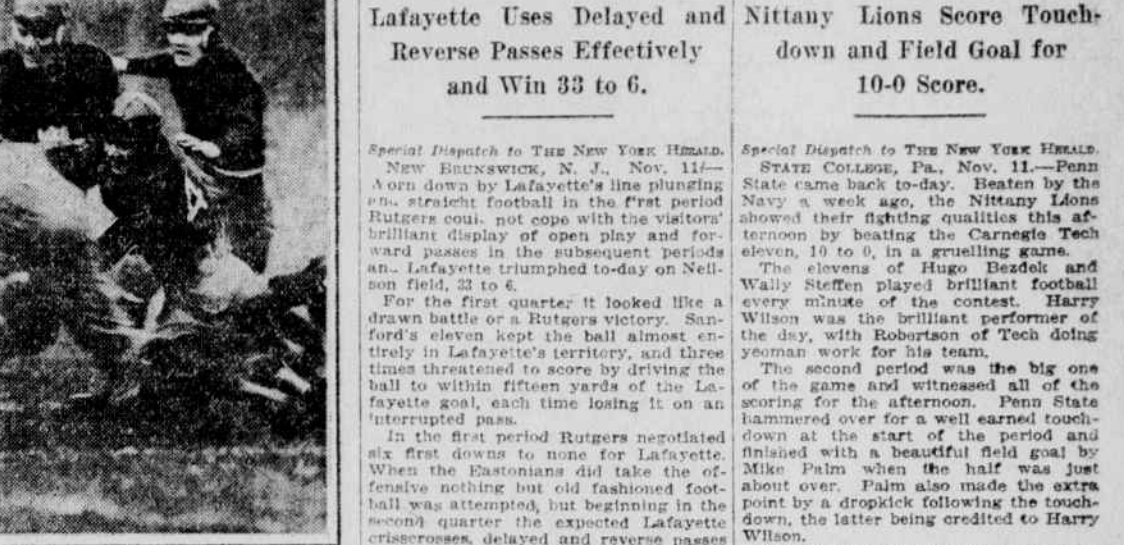 Lafayette Uses Delayed and
Reverse Passes Effectively
and Win 33 to 6.
Special Dispatch to THE NEW YORK HERALD.
NEW BRUNSWICK, N. J., Nov. 11.—
Worn down by Lafayette's line plunging
straight football in the first period
Rutgers not cope with the visitors'
brilliant display of open play and for-
ward passes in the subsequent periods
Lafayette triumphed to-day on Neil-
son field, 33 to 6.
For the first quarter it looked like a
drawn battle or a Rutgers victory. San-
ford's eleven kept the ball almost en-
tirely in Lafayette's territory, and three
times threatened to score by driving the
ball to within fifteen yards of the La-
fayette goal, each time losing it on an
interrupted pass.
In the first period Rutgers negotiated
six first downs to none for Lafayette.
When the Eastonians did take the of-
fensive nothing but old fashioned foot-
ball was attempted, but beginning in the
second quarter the expected Lafayette
crisscrosses, delayed and reverse passes
Nittany Lions Score Touch-
down and Field Goal for
10-0 Score.
Special Dispatch to THE NEW YORK HERALD.
STATE COLLEGE, Pa., Nov. 11.—Penn
State came back to-day. Beaten by the
Navy a week ago, the Nittany Lions
showed their fighting qualities this af-
ternoon by beating the Carnegie Tech
eleven, 10 to 0, in a gruelling game.
The elevens of Hugo Bezdek and
Wally Steffen played brilliant football
every minute of the contest. Harry
Wilson was the brilliant performer of
the day, with Robertson of Tech doing
yeoman work for his team.
The second period was the big one
of the game and witnessed all of the
scoring for the afternoon. Penn State
hammered over for a well earned touch-
down at the start of the period and
finished with a beautiful field goal by
Mike Palm when the half was just
about over. Palm also made the extra
point by a dropkick following the touch-
down, the latter being credited to Harry
Wilson.